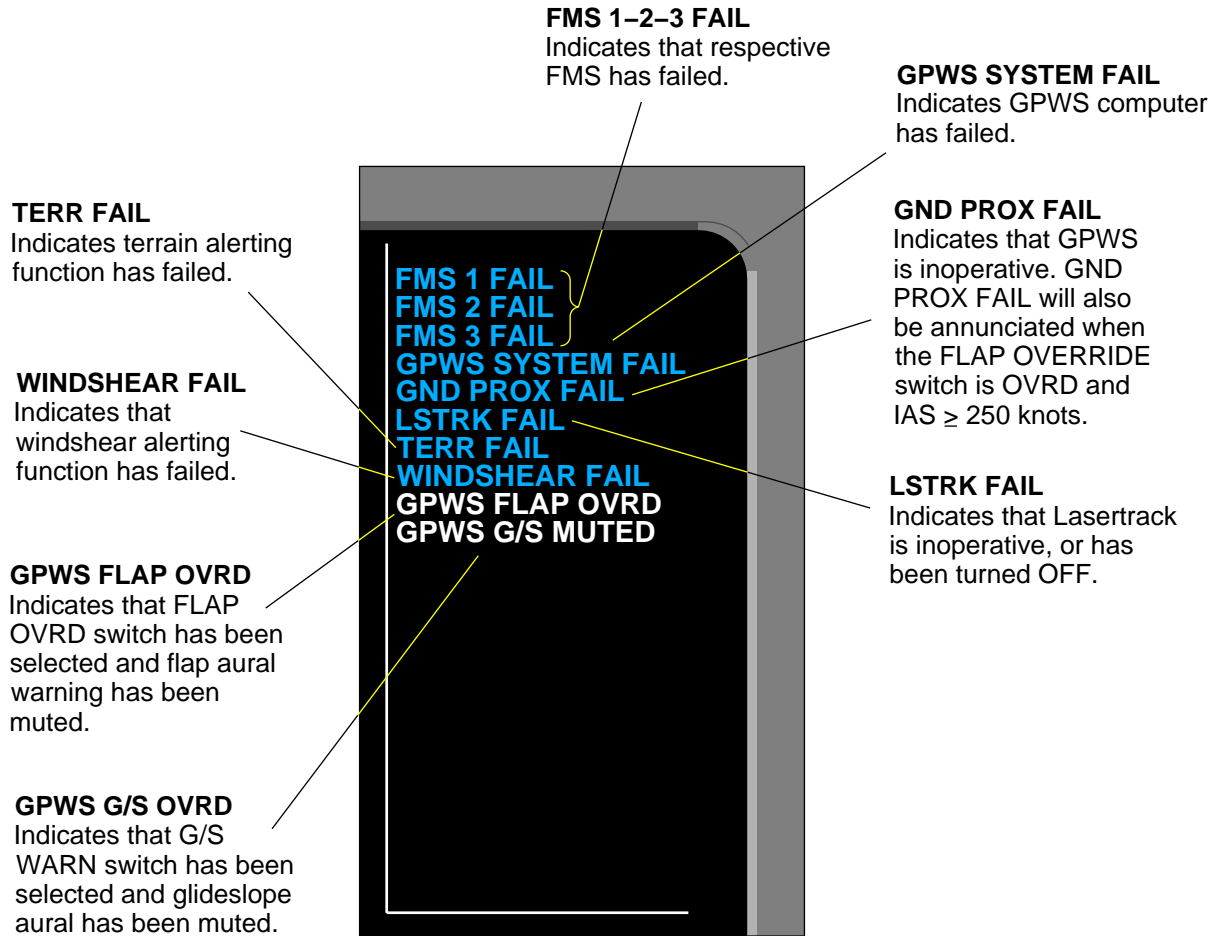 FMS 1–2–3 FAIL
Indicates that respective
FMS has failed.
GPWS SYSTEM FAIL
Indicates GPWS computer
has failed.
TERR FAIL
Indicates terrain alerting
function has failed.
GND PROX FAIL
Indicates that GPWS
is inoperative. GND
PROX FAIL will also
be annunciated when
the FLAP OVERRIDE
switch is OVRD and
IAS ≥ 250 knots.
WINDSHEAR FAIL
Indicates that
windshear alerting
function has failed.
FMS 1 FAIL
FMS 2 FAIL
FMS 3 FAIL
GPWS SYSTEM FAIL
GND PROX FAIL
LSTRK FAIL
TERR FAIL
WINDSHEAR FAIL
GPWS FLAP OVRD
GPWS G/S MUTED
LSTRK FAIL
Indicates that Lasertrack
is inoperative, or has
been turned OFF.
GPWS FLAP OVRD
Indicates that FLAP
OVRD switch has been
selected and flap aural
warning has been
muted.
GPWS G/S OVRD
Indicates that G/S
WARN switch has been
selected and glideslope
aural has been muted.